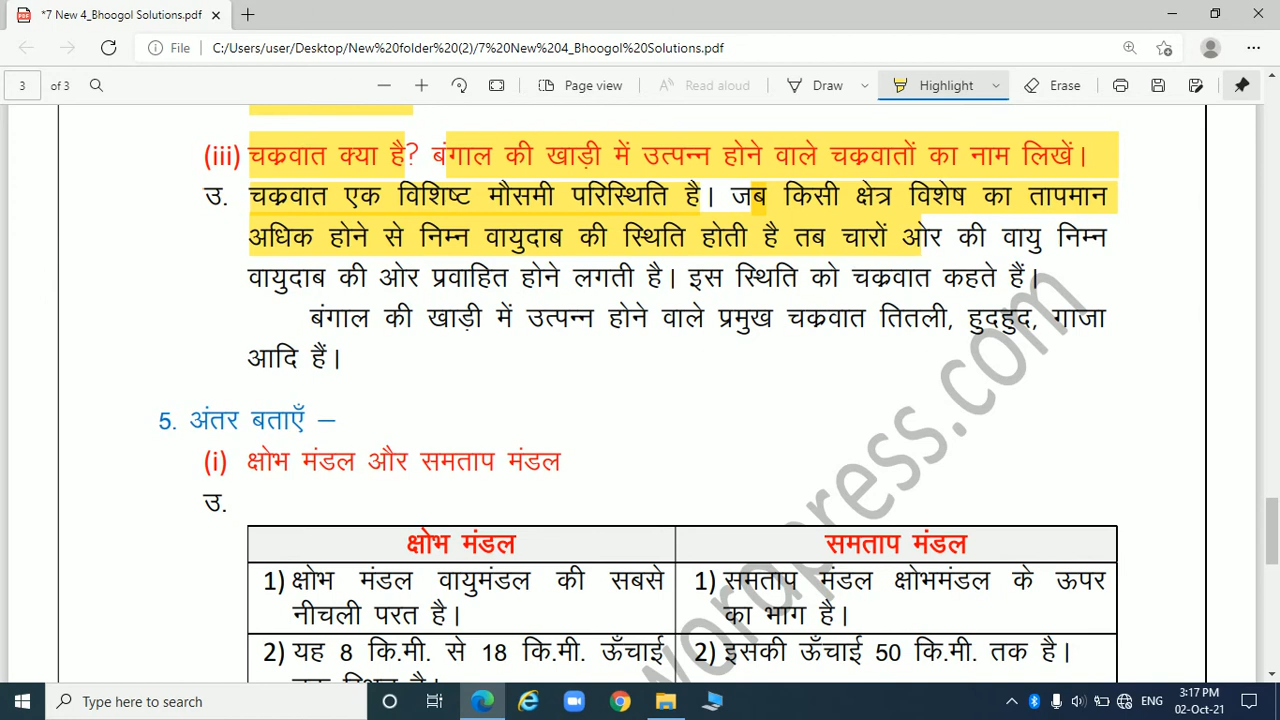 *7 New 4_Bhoogol Solutions.pdf
File C:/Users/user/Desktop/New%20folder%20(2)/7%20New%204_Bhoogol%20Solutions.pdf
3 of 3 Page view Read aloud Draw Highlight Erase
(iii) चक्रवात क्या है? बंगाल की खाड़ी में उत्पन्न होने वाले चक्रवातों का नाम लिखें।
उ. चक्रवात एक विशिष्ट मौसमी परिस्थिति है। जब किसी क्षेत्र विशेष का तापमान
अधिक होने से निम्न वायुदाब की स्थिति होती है तब चारों ओर की वायु निम्न
वायुदाब की ओर प्रवाहित होने लगती है। इस स्थिति को चक्रवात कहते हैं।
बंगाल की खाड़ी में उत्पन्न होने वाले प्रमुख चक्रवात तितली, हुदहुद, गाजा
आदि हैं।
5. अंतर बताएँ –
(i) क्षोभ मंडल और समताप मंडल
उ.
क्षोभ मंडल समताप मंडल
1) क्षोभ मंडल वायुमंडल की सबसे 1) समताप मंडल क्षोभमंडल के ऊपर
नीचली परत है। का भाग है।
2) यह 8 कि.मी. से 18 कि.मी. ऊँचाई 2) इसकी ऊँचाई 50 कि.मी. तक है।
wordpress.com
Type here to search ENG 3:17 PM
02-Oct-21